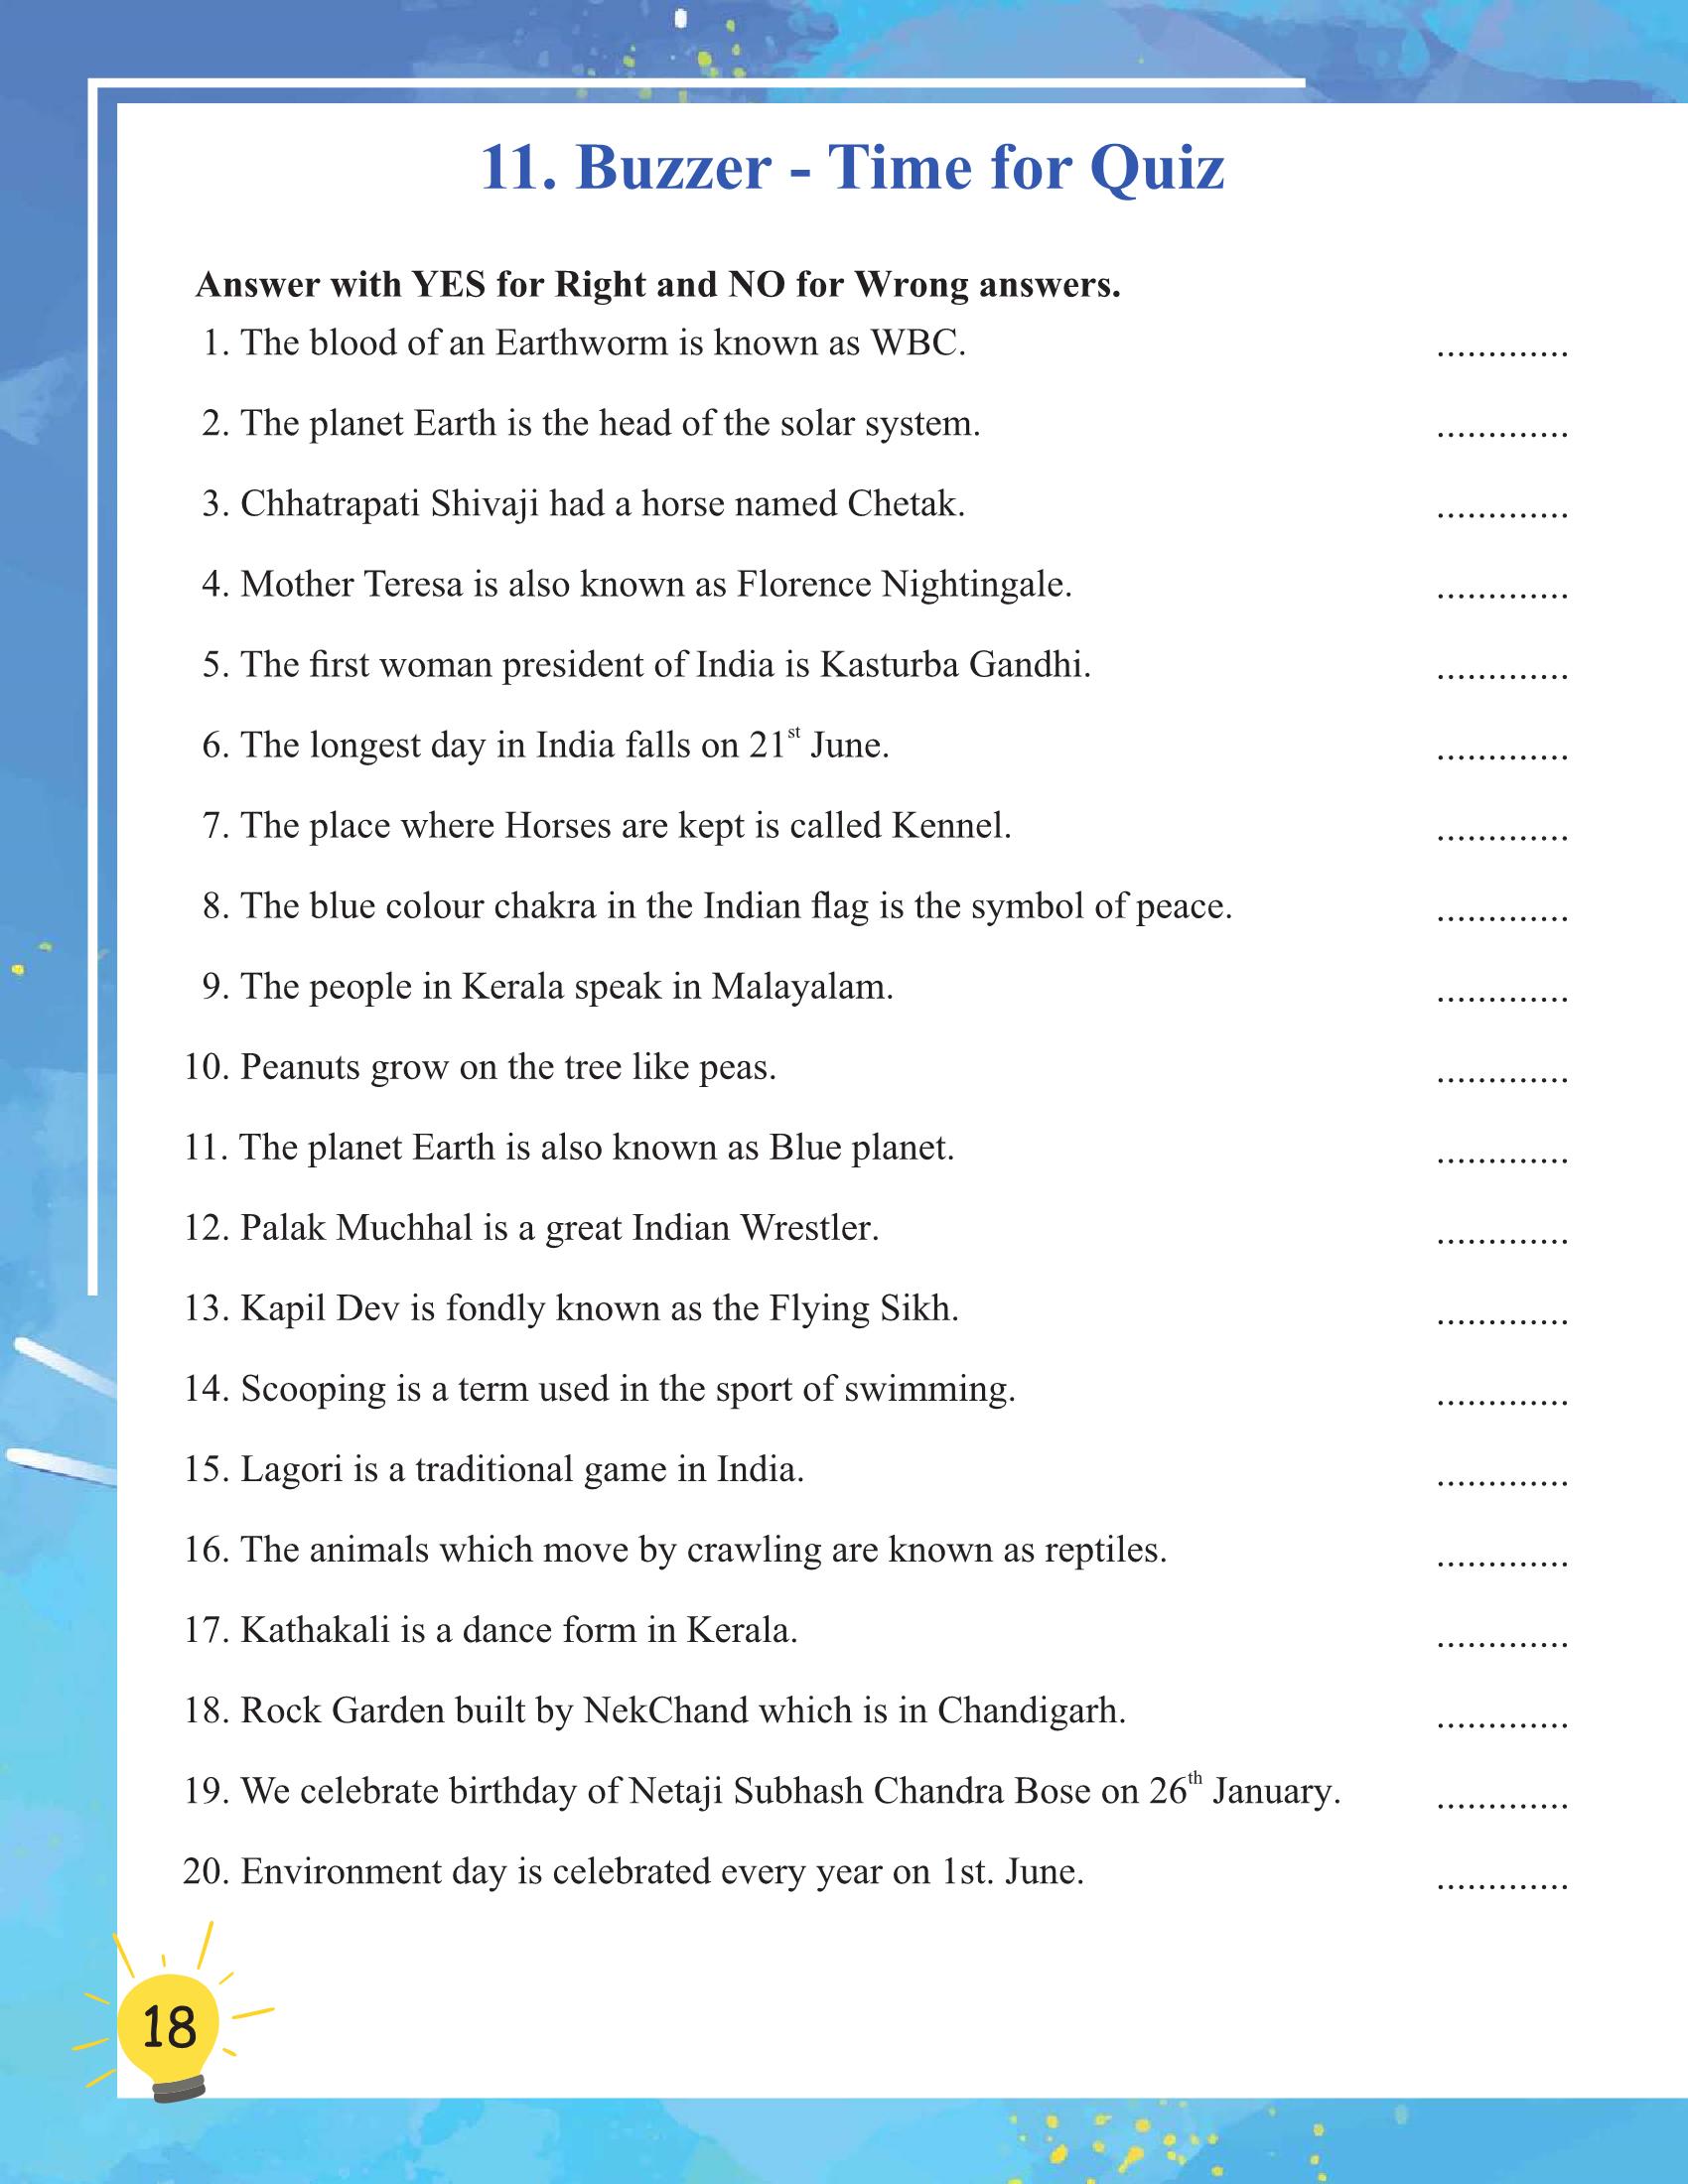 11. Buzzer - Time for Quiz
Answer with YES for Right and NO for Wrong answers.
1. The blood of an Earthworm is known as WBC. .............
2. The planet Earth is the head of the solar system. .............
3. Chhatrapati Shivaji had a horse named Chetak. .............
4. Mother Teresa is also known as Florence Nightingale. .............
5. The first woman president of India is Kasturba Gandhi. .............
6. The longest day in India falls on 21st June. .............
7. The place where Horses are kept is called Kennel. .............
8. The blue colour chakra in the Indian flag is the symbol of peace. .............
9. The people in Kerala speak in Malayalam. .............
10. Peanuts grow on the tree like peas. .............
11. The planet Earth is also known as Blue planet. .............
12. Palak Muchhal is a great Indian Wrestler. .............
13. Kapil Dev is fondly known as the Flying Sikh. .............
14. Scooping is a term used in the sport of swimming. .............
15. Lagori is a traditional game in India. .............
16. The animals which move by crawling are known as reptiles. .............
17. Kathakali is a dance form in Kerala. .............
18. Rock Garden built by NekChand which is in Chandigarh. .............
19. We celebrate birthday of Netaji Subhash Chandra Bose on 26th January. .............
20. Environment day is celebrated every year on 1st. June. .............
18